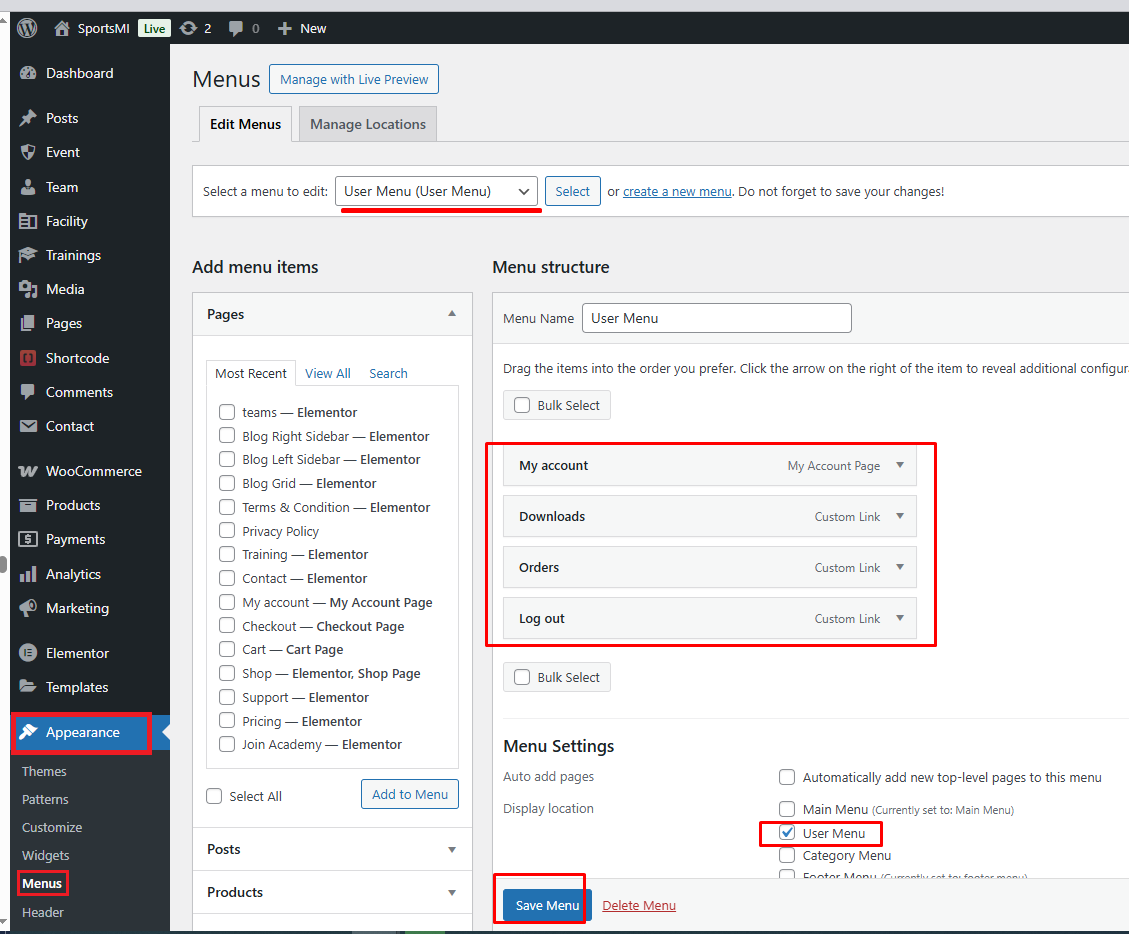 SportsMI Live 2 0 New
Dashboard
Posts
Event
Team
Facility
Trainings
Media
Pages
Shortcode
Comments
Contact
WooCommerce
Products
Payments
Analytics
Marketing
Elementor
Templates
Appearance
Themes
Patterns
Customize
Widgets
Menus
Header
Menus Manage with Live Preview
Edit Menus Manage Locations
Select a menu to edit: User Menu (User Menu) Select or create a new menu. Do not forget to save your changes!
Add menu items
Pages
Most Recent View All Search
teams — Elementor
Blog Right Sidebar — Elementor
Blog Left Sidebar — Elementor
Blog Grid — Elementor
Terms & Condition — Elementor
Privacy Policy
Training — Elementor
Contact — Elementor
My account — My Account Page
Checkout — Checkout Page
Cart — Cart Page
Shop — Elementor, Shop Page
Support — Elementor
Pricing — Elementor
Join Academy — Elementor
Select All Add to Menu
Posts
Products
Menu structure
Menu Name User Menu
Drag the items into the order you prefer. Click the arrow on the right of the item to reveal additional configura
Bulk Select
My account My Account Page
Downloads Custom Link
Orders Custom Link
Log out Custom Link
Bulk Select
Menu Settings
Auto add pages Automatically add new top-level pages to this menu
Display location Main Menu (Currently set to: Main Menu)
User Menu
Category Menu
Footer Menu (Currently set to: footer menu)
Save Menu Delete Menu